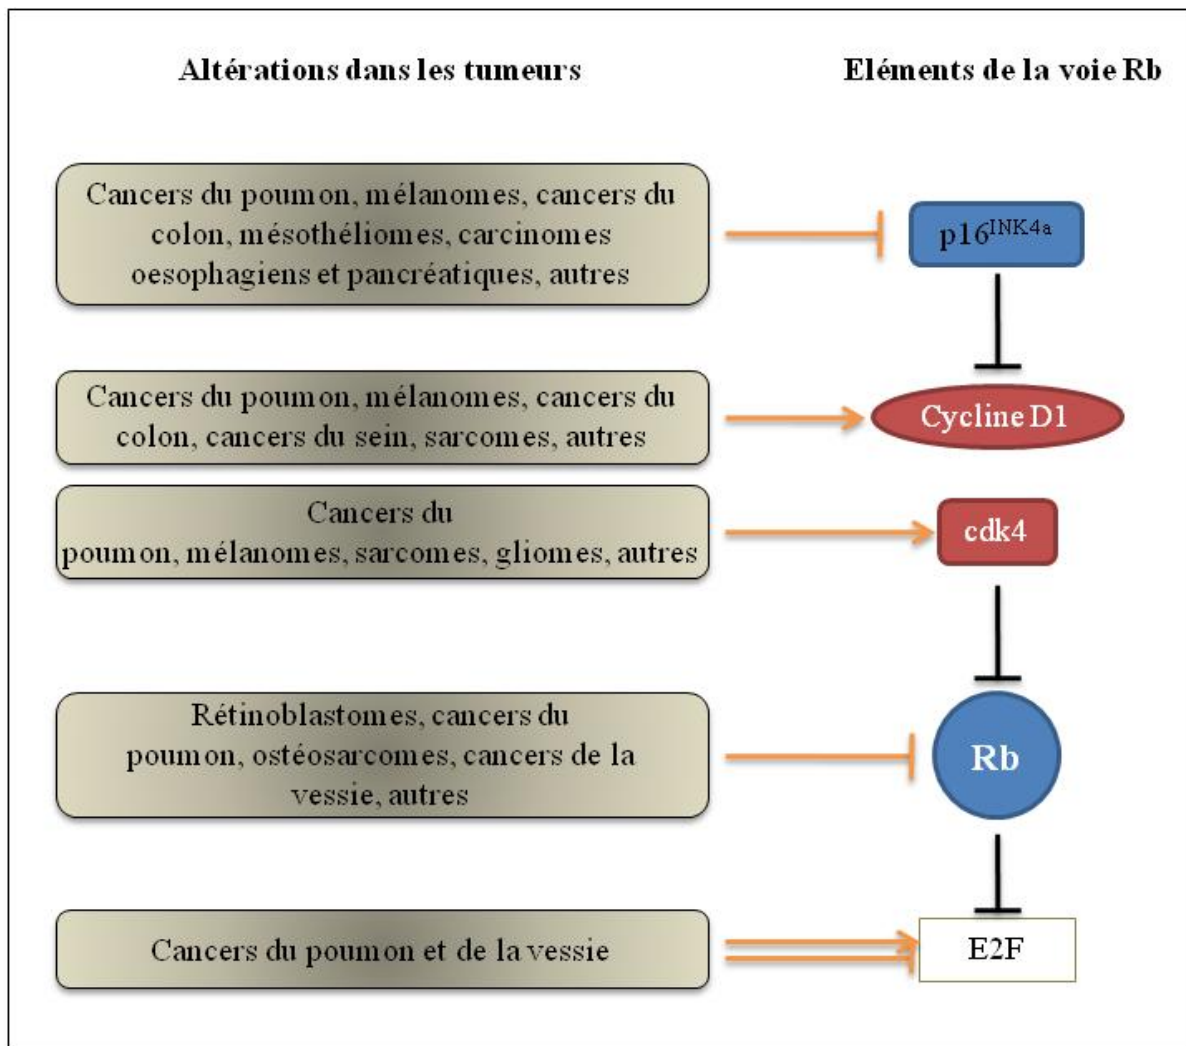 Altérations dans les tumeurs
Eléments de la voie Rb
Cancers du poumon, mélanomes, cancers du
colon, mésothéliomes, carcinomes
oesophagiens et pancréatiques, autres
p16INK4a
Cancers du poumon, mélanomes, cancers du
colon, cancers du sein, sarcomes, autres
Cycline D1
Cancers du
poumon, mélanomes, sarcomes, gliomes, autres
cdk4
Rétinoblastomes, cancers du
poumon, ostéosarcomes, cancers de la
vessie, autres
Rb
Cancers du poumon et de la vessie
E2F